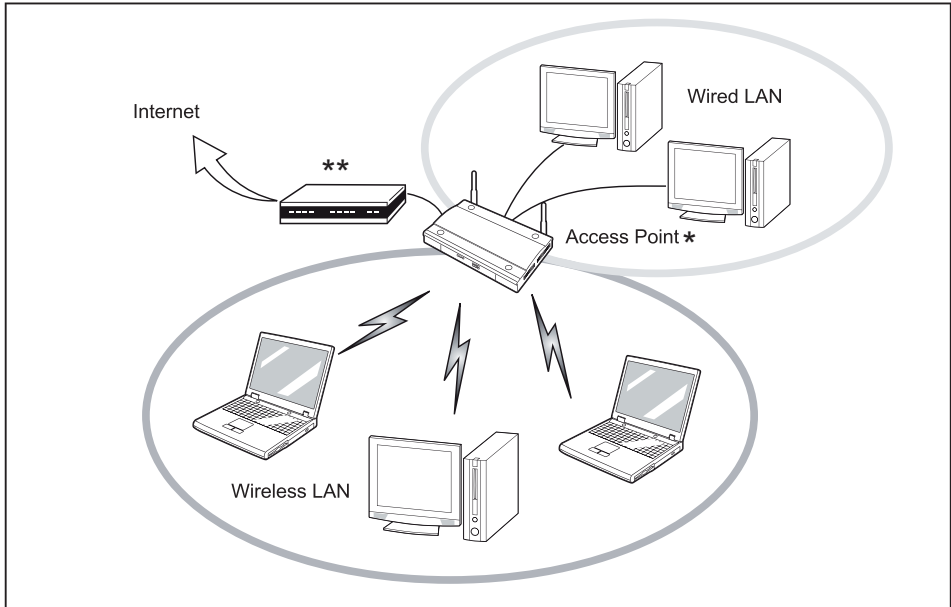 Wired LAN
Internet
**
Access Point *
Wireless LAN